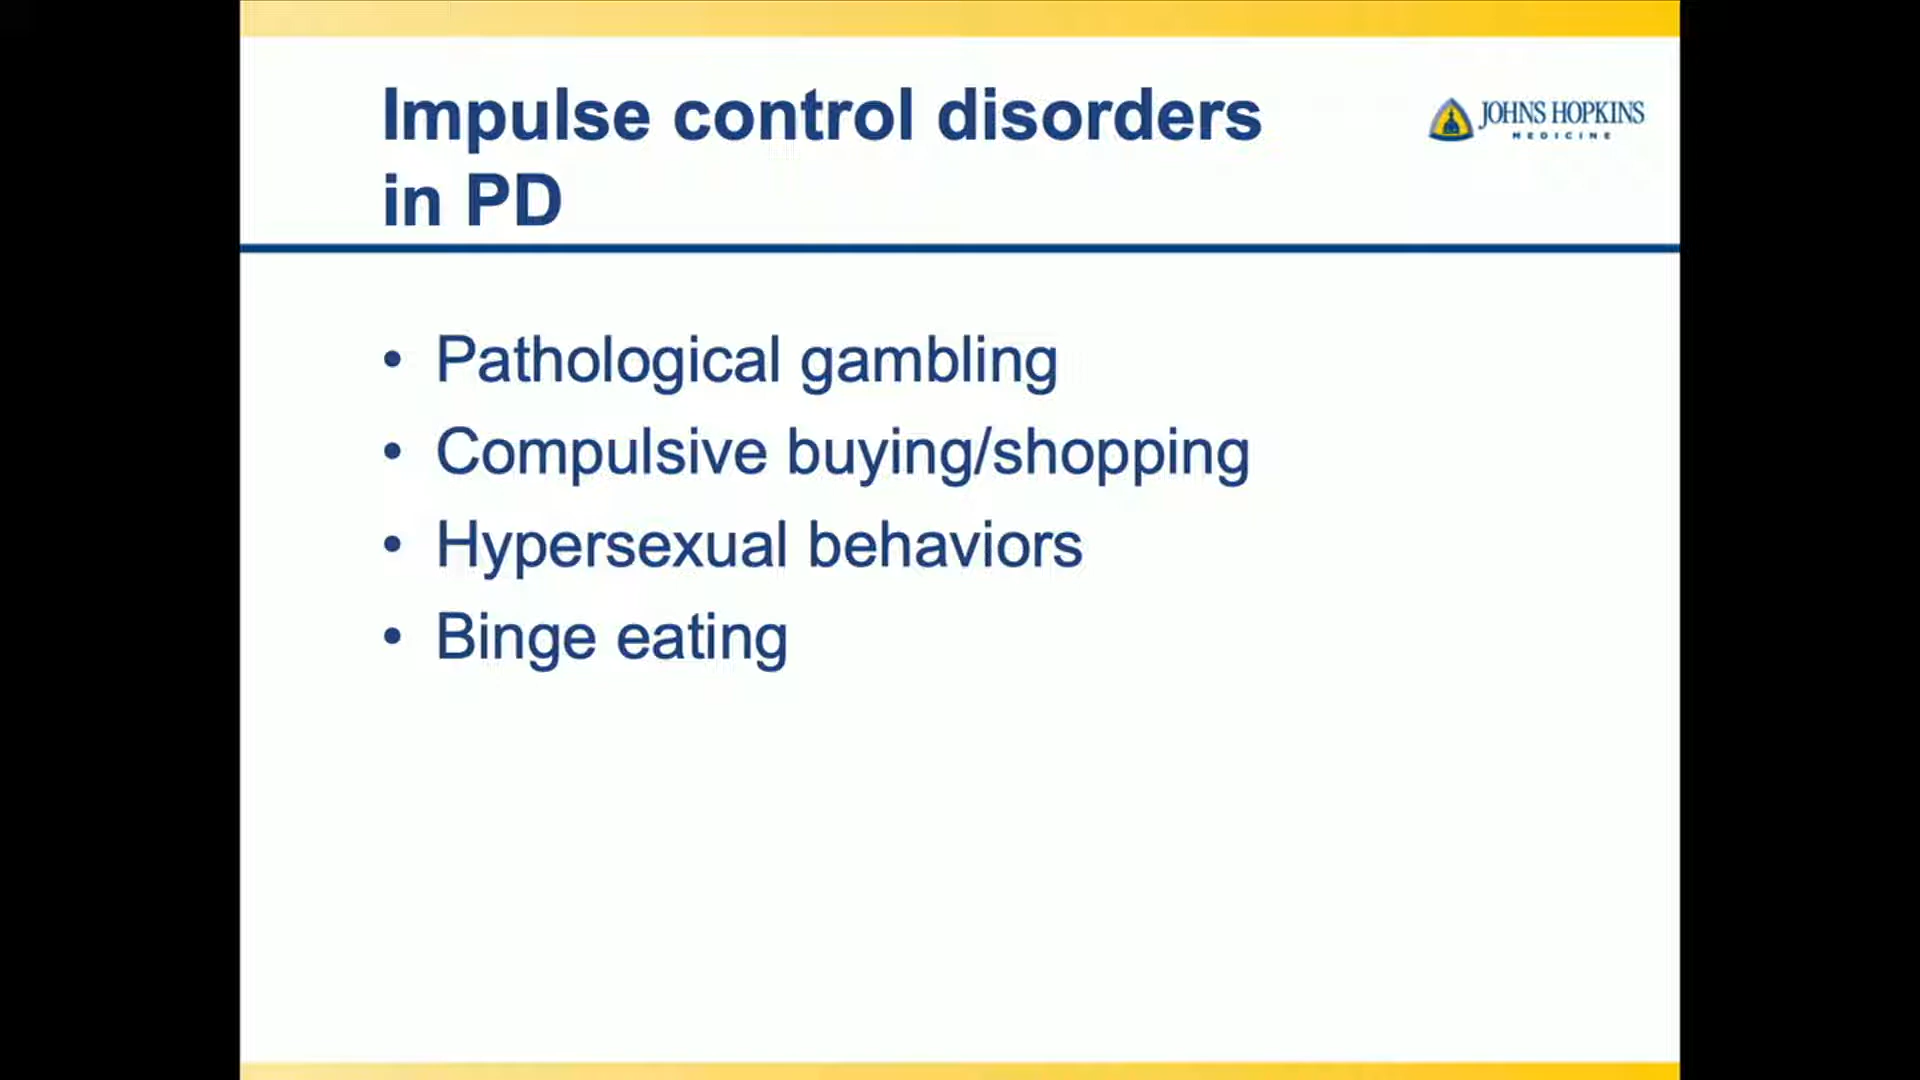 Impulse control disorders
in PD
JOHNS HOPKINS
MEDICINE
• Pathological gambling
• Compulsive buying/shopping
• Hypersexual behaviors
• Binge eating